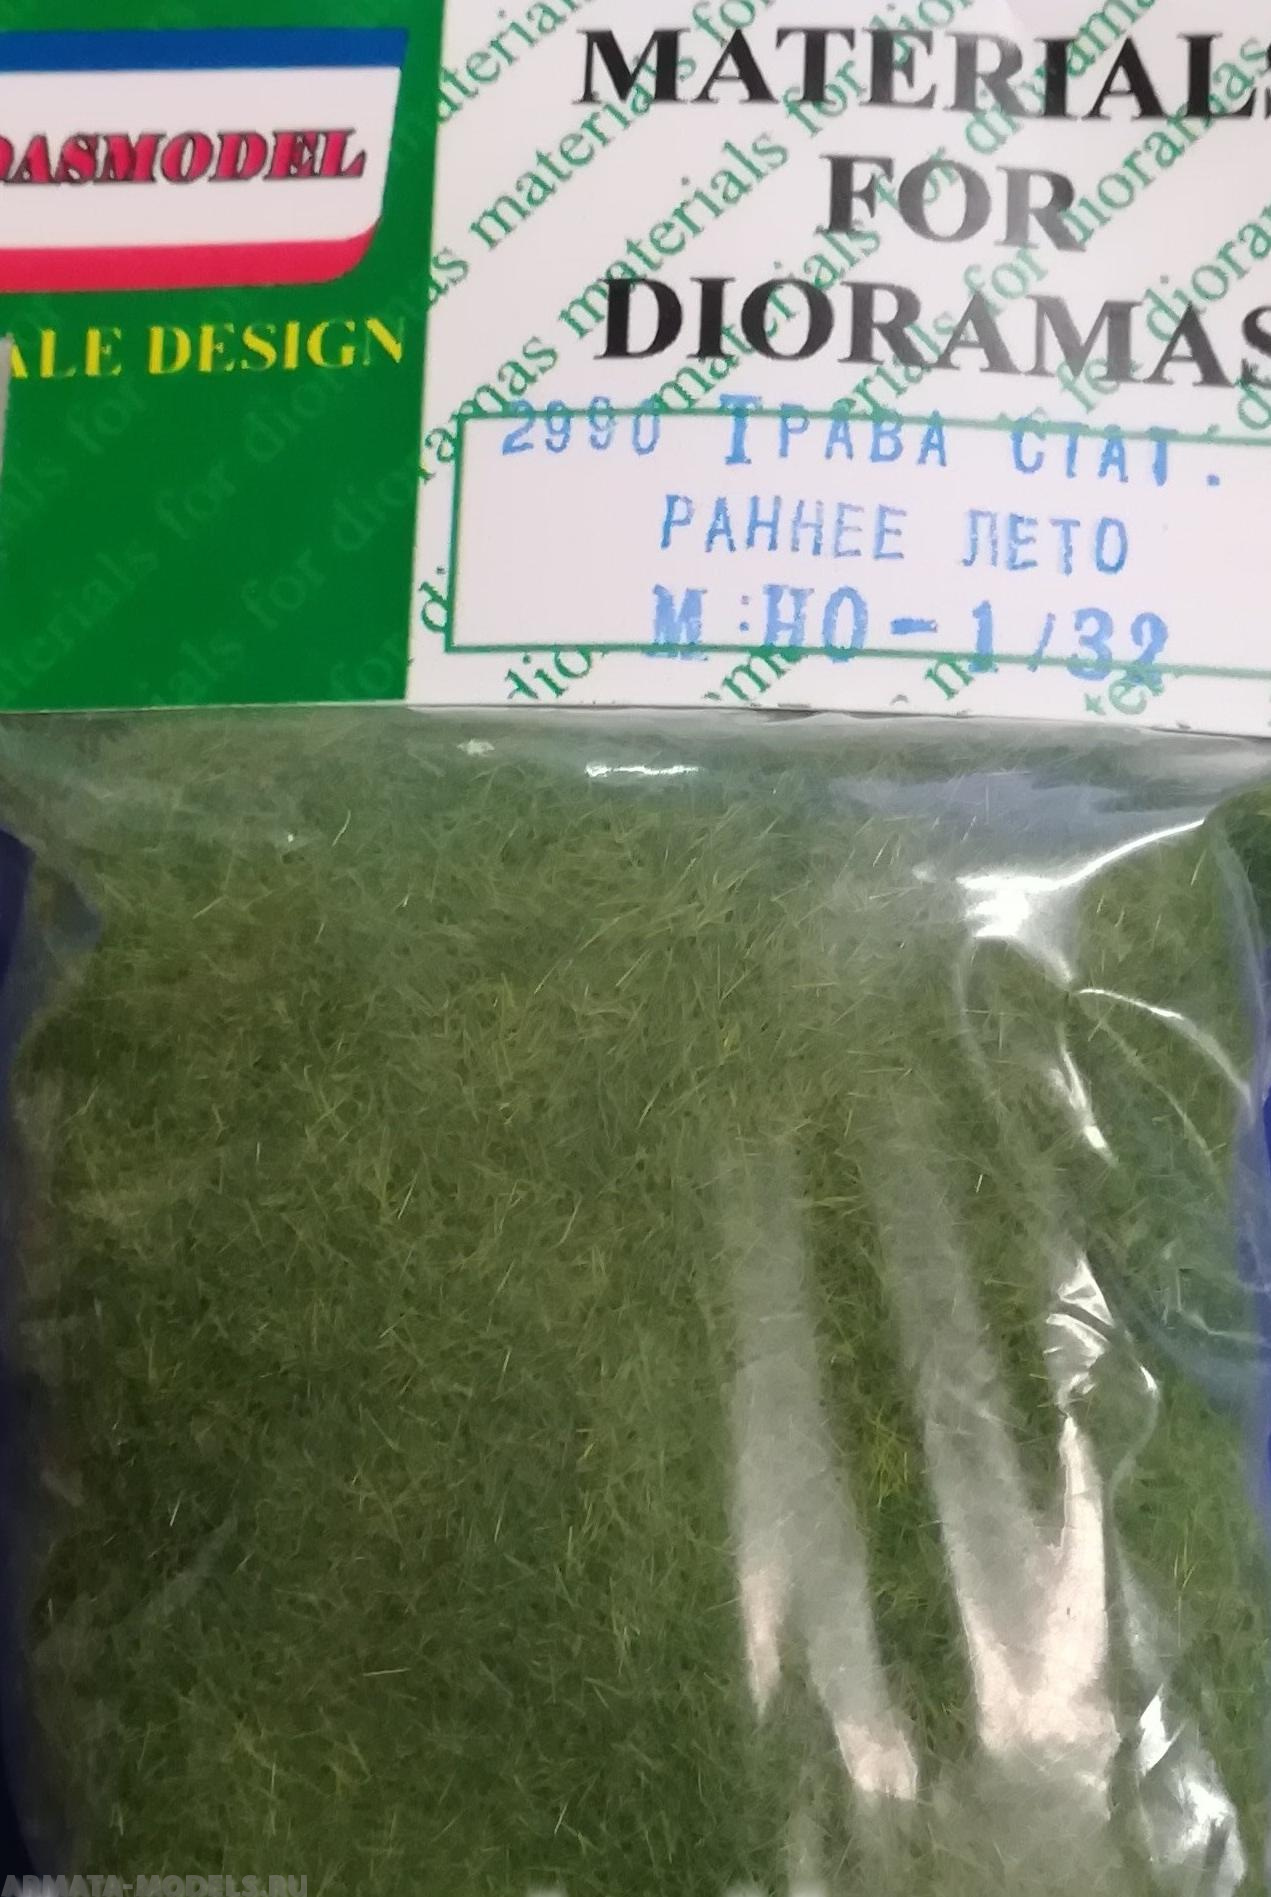 DASMODEL
ALE DESIGN
MATERIALS
FOR
DIORAMAS
2990 ТРАВА СТАТ.
РАННЕЕ ЛЕТО
М:НО-1/32
ARMATA-MODELS.RU